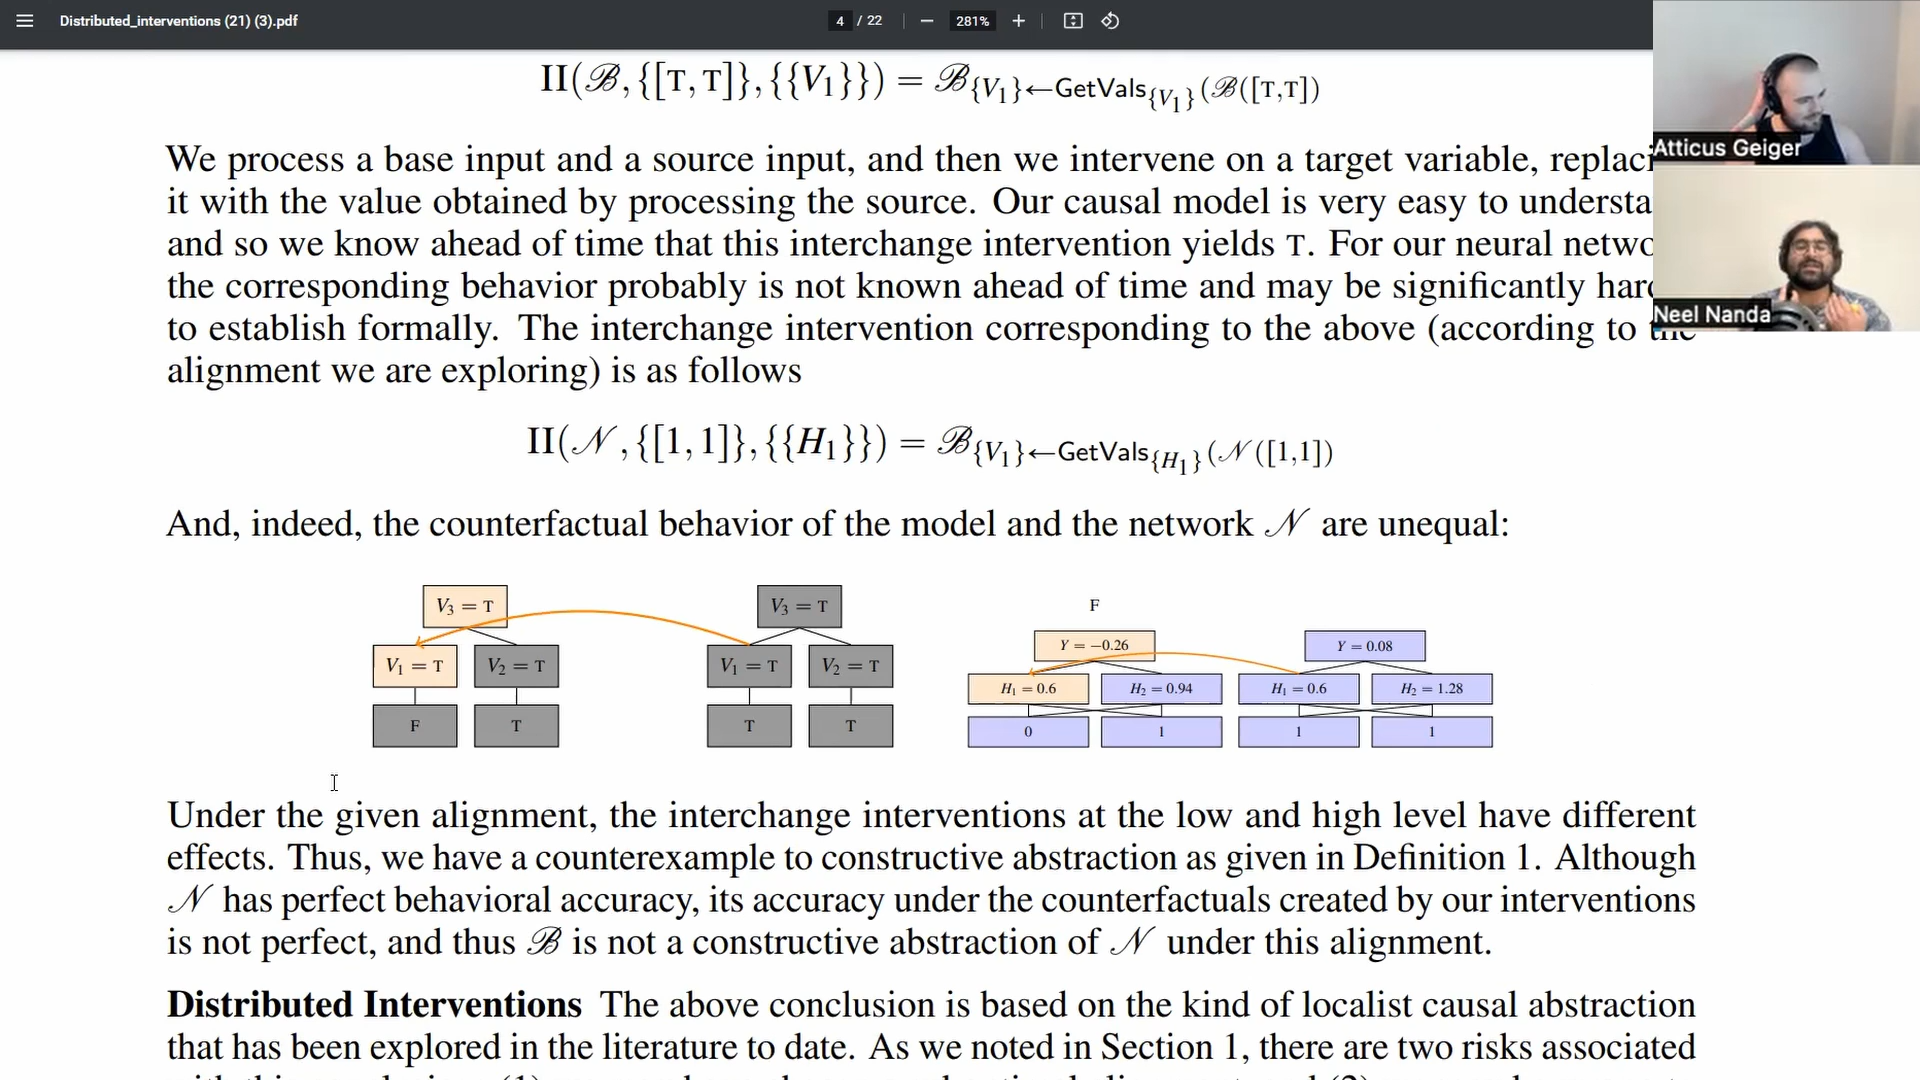 Distributed_interventions (21) (3).pdf
4 / 22
281%
II(ℬ, {[T, T]}, {{V₁}}) = ℬ_{V₁}←GetVals_{V₁}(ℬ([T,T])
We process a base input and a source input, and then we intervene on a target variable, replaci
it with the value obtained by processing the source. Our causal model is very easy to understa
and so we know ahead of time that this interchange intervention yields T. For our neural netwo
the corresponding behavior probably is not known ahead of time and may be significantly har
to establish formally. The interchange intervention corresponding to the above (according to the
alignment we are exploring) is as follows
Atticus Geiger
Neel Nanda
II(𝒩, {[1, 1]}, {{H₁}}) = ℬ_{V₁}←GetVals_{H₁}(𝒩([1,1])
And, indeed, the counterfactual behavior of the model and the network 𝒩 are unequal:
V₃ = T V₃ = T F
Y = −0.26 Y = 0.08
V₁ = T V₂ = T V₁ = T V₂ = T
H₁ = 0.6 H₂ = 0.94 H₁ = 0.6 H₂ = 1.28
F T T T
0 1 1 1
Under the given alignment, the interchange interventions at the low and high level have different
effects. Thus, we have a counterexample to constructive abstraction as given in Definition 1. Although
𝒩 has perfect behavioral accuracy, its accuracy under the counterfactuals created by our interventions
is not perfect, and thus ℬ is not a constructive abstraction of 𝒩 under this alignment.
Distributed Interventions The above conclusion is based on the kind of localist causal abstraction
that has been explored in the literature to date. As we noted in Section 1, there are two risks associated